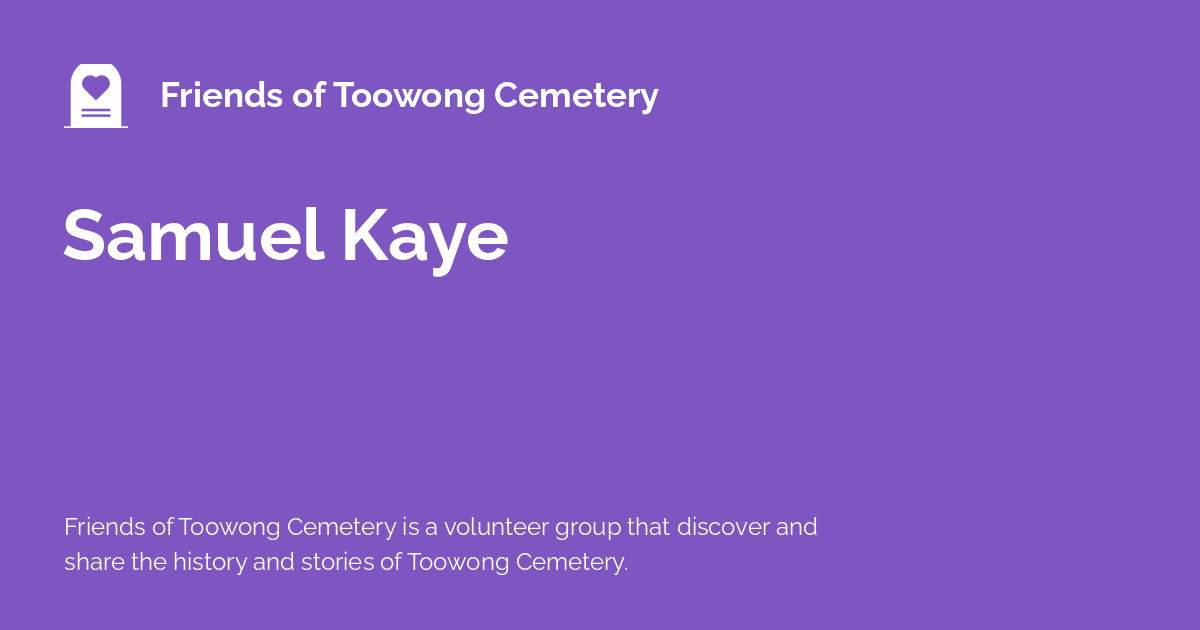 Friends of Toowong Cemetery
Samuel Kaye
Friends of Toowong Cemetery is a volunteer group that discover and
share the history and stories of Toowong Cemetery.